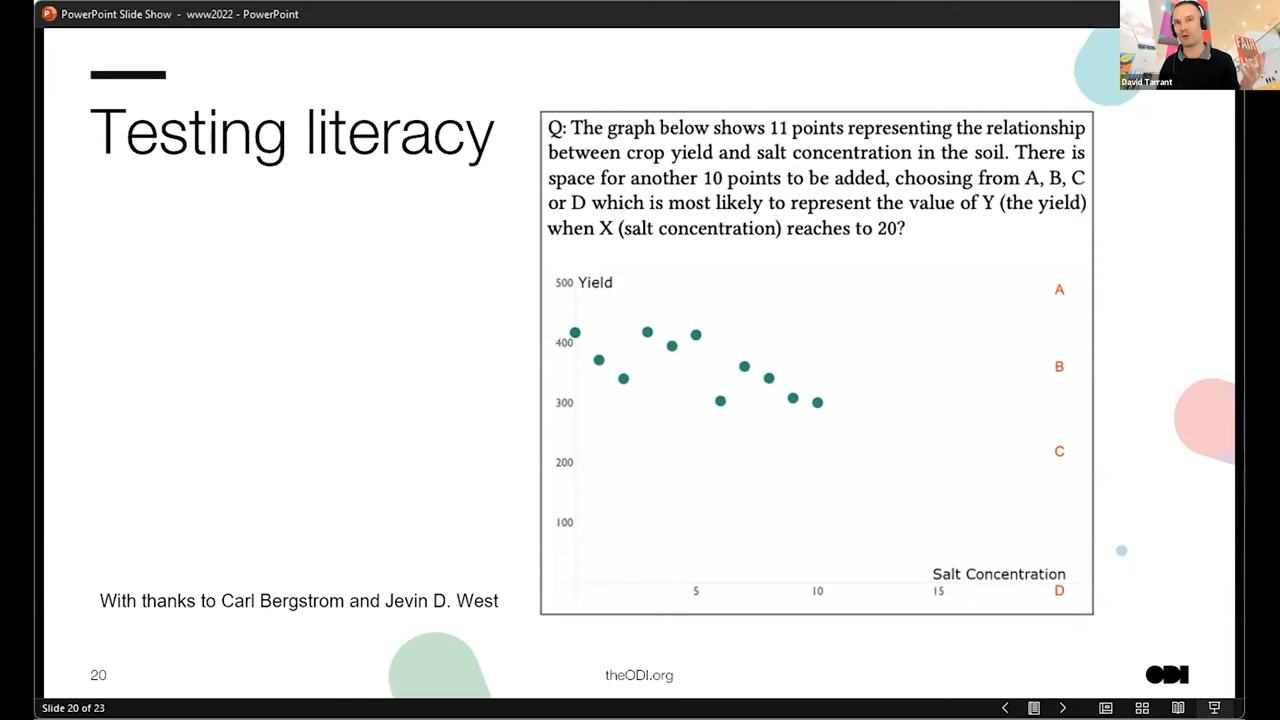 PowerPoint Slide Show - www2022 - PowerPoint
FAIR
David Tarrant
Testing literacy
Q: The graph below shows 11 points representing the relationship
between crop yield and salt concentration in the soil. There is
space for another 10 points to be added, choosing from A, B, C
or D which is most likely to represent the value of Y (the yield)
when X (salt concentration) reaches to 20?
500 Yield
A
400
B
300
C
200
100
Salt Concentration
5 10 15 D
With thanks to Carl Bergstrom and Jevin D. West
20
theODI.org
ODI
Slide 20 of 23